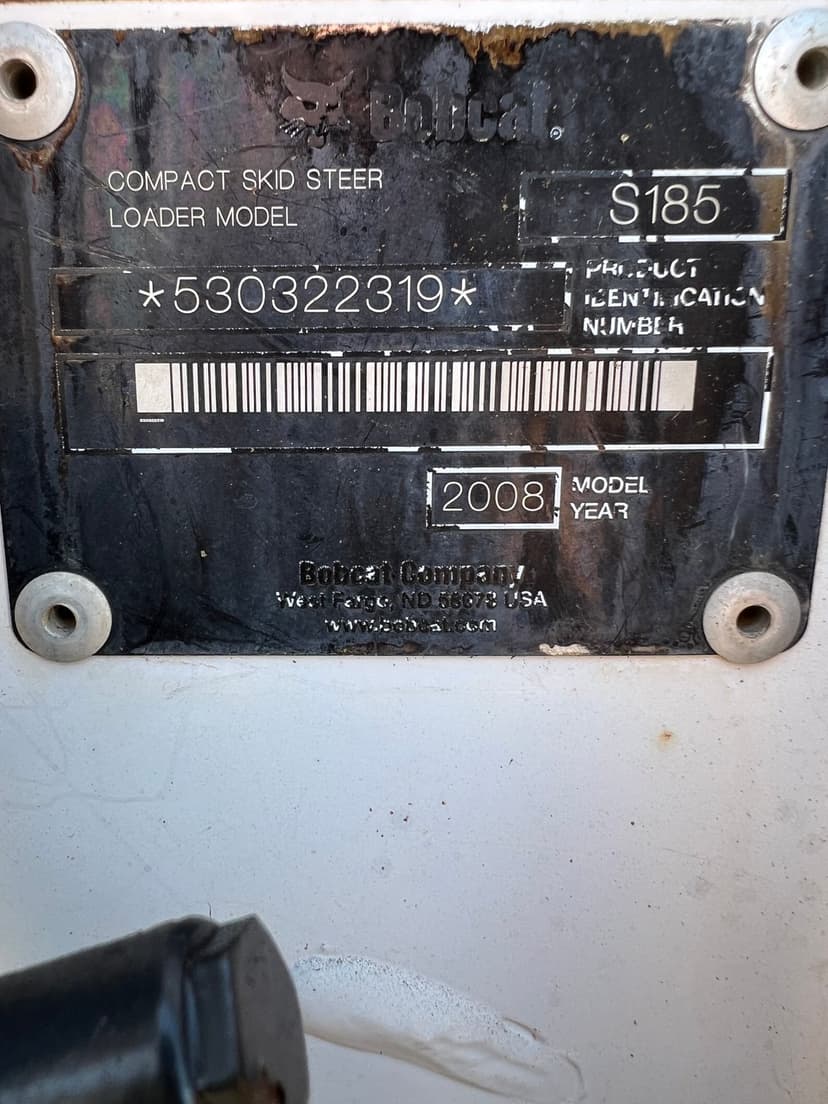 Bobcat®
COMPACT SKID STEER
LOADER MODEL
S185
*530322319*
PRODUCT
IDENTIFICATION
NUMBER
2008
MODEL
YEAR
Bobcat Company
West Fargo, ND 58078 USA
www.bobcat.com